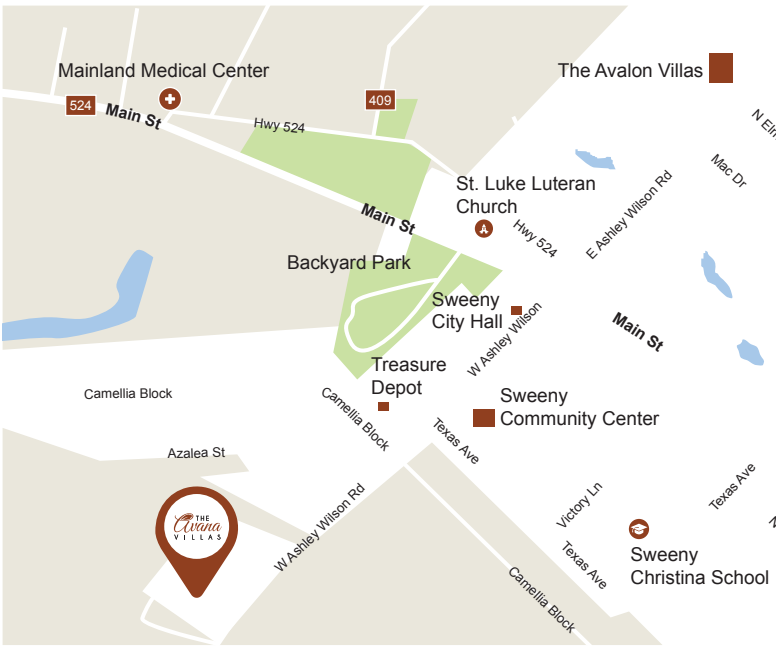 Mainland Medical Center
The Avalon Villas
524
Main St
409
Hwy 524
Mac Dr
St. Luke Luteran
Church
E Ashley Wilson Rd
Main St
Hwy 524
Backyard Park
Sweeny
City Hall
W Ashley Wilson
Main St
Treasure
Depot
Camellia Block
Camellia Block
Sweeny
Community Center
Texas Ave
Azalea St
THE
Avana
VILLAS
W Ashley Wilson Rd
Victory Ln
Texas Ave
Texas Ave
Sweeny
Christina School
Camellia Block